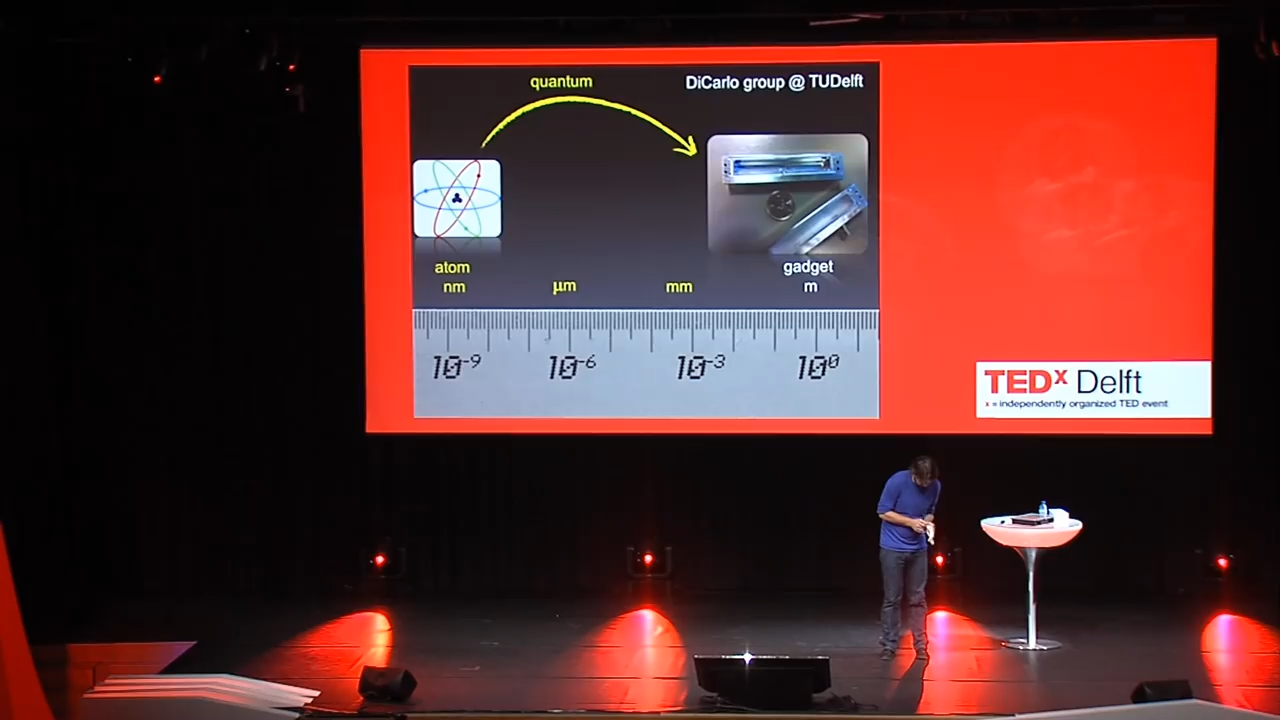 quantum
DiCarlo group @ TUDelft
atom
nm
µm
mm
gadget
m
10⁻⁹ 10⁻⁶ 10⁻³ 10⁰
TEDx Delft
x = independently organized TED event